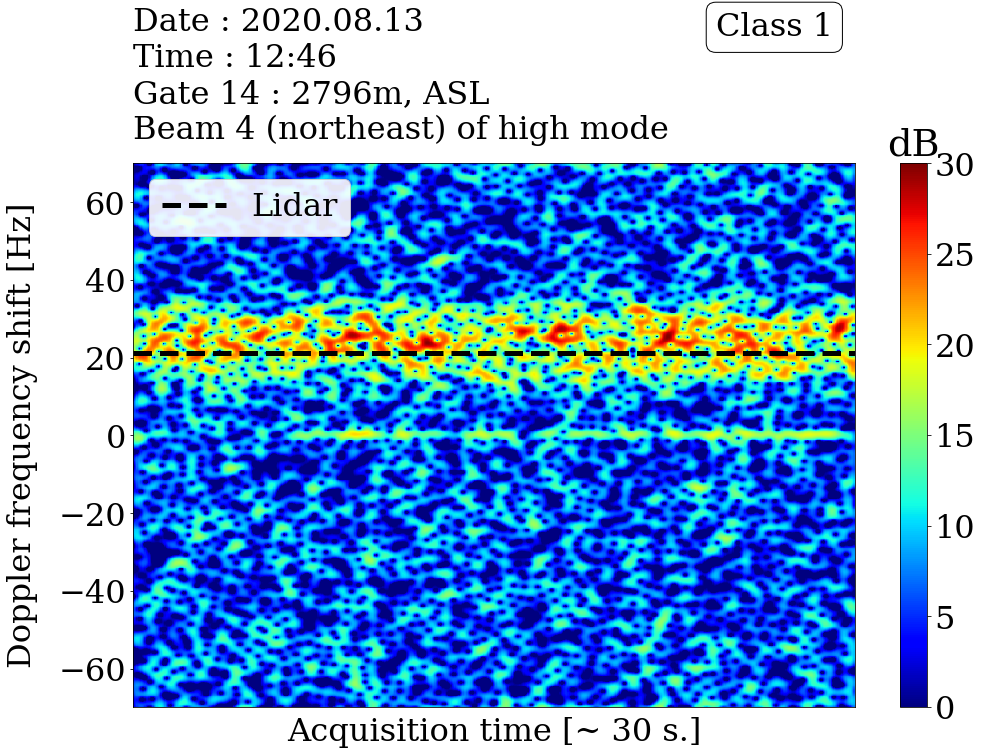 Date : 2020.08.13
Time : 12:46
Gate 14 : 2796m, ASL
Beam 4 (northeast) of high mode
Class 1
dB
Lidar
Doppler frequency shift [Hz]
60
40
20
0
−20
−40
−60
Acquisition time [~ 30 s.]
30
25
20
15
10
5
0